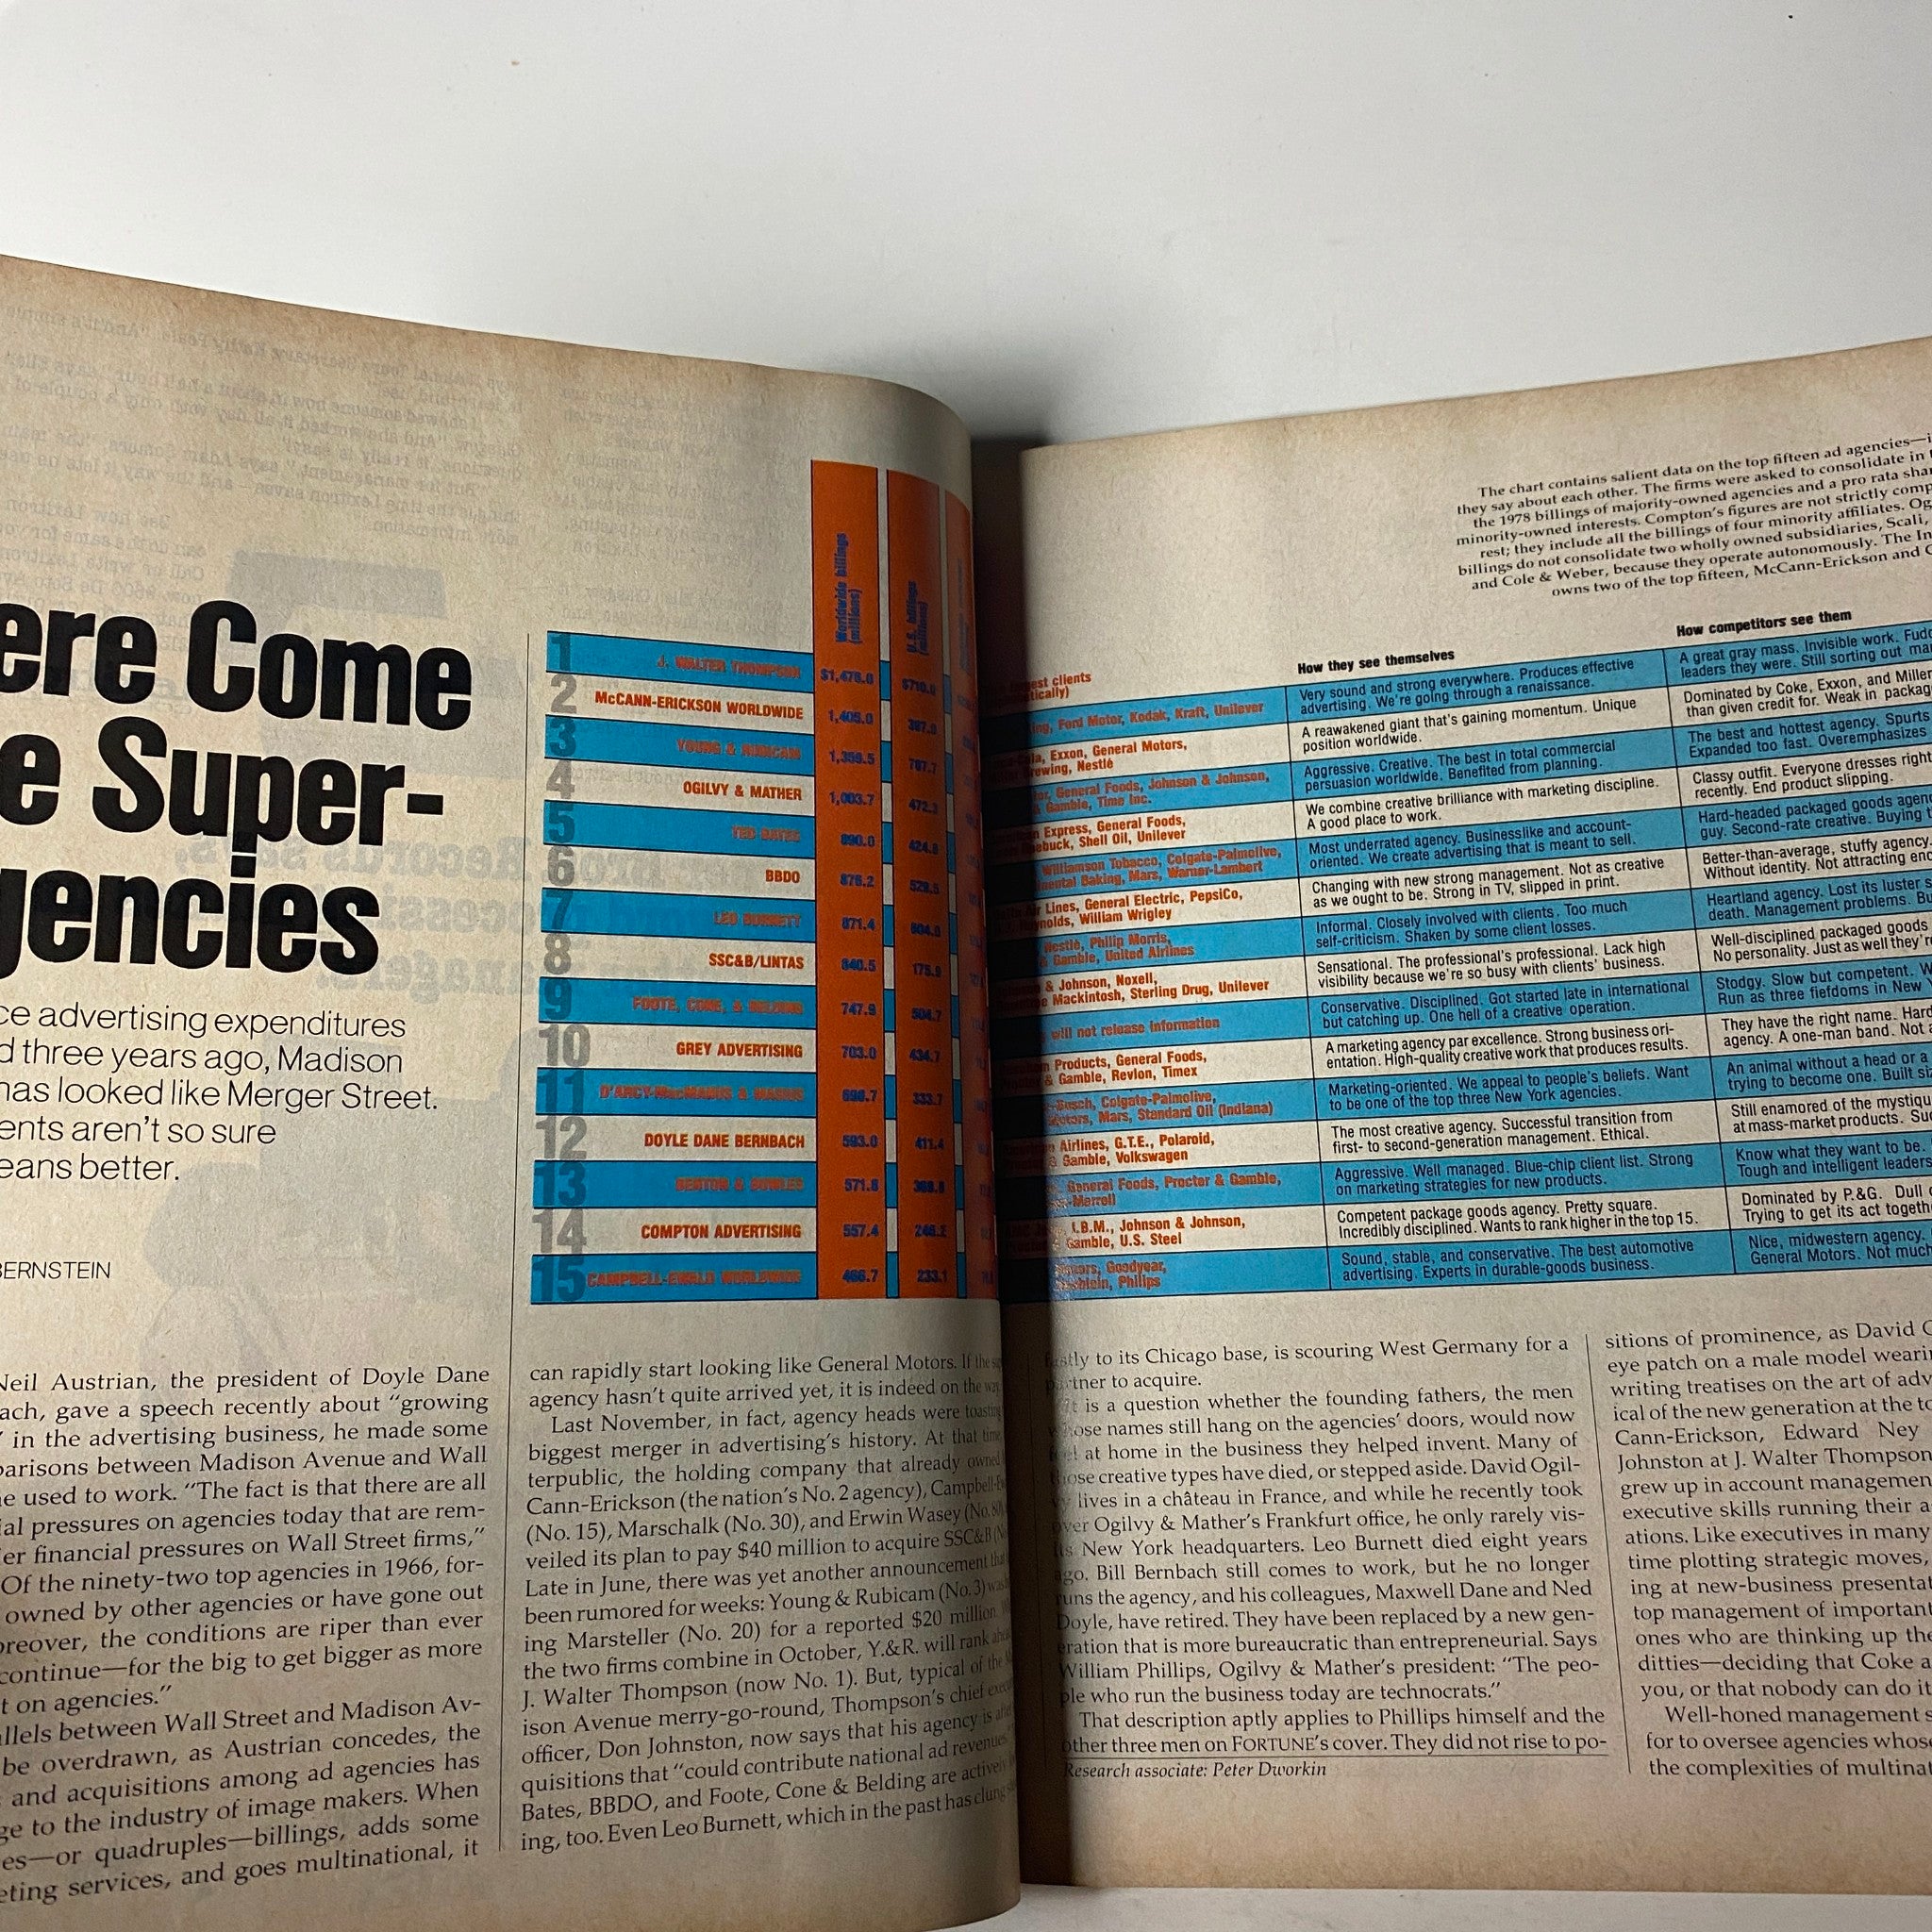 ere Come
e Super-
gencies
ce advertising expenditures
d three years ago, Madison
has looked like Merger Street.
ents aren't so sure
eans better.
BERNSTEIN
Neil Austrian, the president of Doyle Dane
ach, gave a speech recently about "growing
in the advertising business, he made some
parisons between Madison Avenue and Wall
e used to work. "The fact is that there are all
ial pressures on agencies today that are rem-
ier financial pressures on Wall Street firms,"
Of the ninety-two top agencies in 1966, for-
owned by other agencies or have gone out
oreover, the conditions are riper than ever
continue—for the big to get bigger as more
t on agencies."
allels between Wall Street and Madison Av-
be overdrawn, as Austrian concedes, the
and acquisitions among ad agencies has
ge to the industry of image makers. When
es—or quadruples—billings, adds some
eting services, and goes multinational, it
Worldwide billings
(millions)
U.S. billings
(millions)
1 J. WALTER THOMPSON $1,476.0 $710.0
2 McCANN-ERICKSON WORLDWIDE 1,405.0
3 YOUNG & RUBICAM 1,359.5 787.7
4 OGILVY & MATHER 1,003.7 472.3
5 TED BATES 890.0 424.8
6 BBDO 876.2 529.5
7 LEO BURNETT 871.4 504.0
8 SSC&B/LINTAS 840.5 175.9
9 FOOTE, CONE, & BELDING 747.9 504.7
10 GREY ADVERTISING 703.0 434.7
11 D'ARCY-MacMANUS & MASIUS 698.7 333.7
12 DOYLE DANE BERNBACH 593.0 411.4
13 BENTON & BOWLES 571.8 368.8
14 COMPTON ADVERTISING 557.4 246.2
15 CAMPBELL-EWALD WORLDWIDE 466.7 233.1
can rapidly start looking like General Motors. If the
agency hasn't quite arrived yet, it is indeed on the way.
Last November, in fact, agency heads were toasting
biggest merger in advertising's history. At that time
terpublic, the holding company that already owned
Cann-Erickson (the nation's No. 2 agency), Campbell-
(No. 15), Marschalk (No. 30), and Erwin Wasey
veiled its plan to pay $40 million to acquire SSC&B
Late in June, there was yet another announcement
been rumored for weeks: Young & Rubicam (No. 3)
ing Marsteller (No. 20) for a reported $20 million.
the two firms combine in October, Y.&R. will rank
J. Walter Thompson (now No. 1). But, typical of the
ison Avenue merry-go-round, Thompson's chief
officer, Don Johnston, now says that his agency is
quisitions that "could contribute national ad revenues
Bates, BBDO, and Foote, Cone & Belding are
ing, too. Even Leo Burnett, which in the past has clung
The chart contains salient data on the top fifteen ad agencies—i
they say about each other. The firms were asked to consolidate in
the 1978 billings of majority-owned agencies and a pro rata shar
minority-owned interests. Compton's figures are not strictly comp
rest; they include all the billings of four minority affiliates. Og
billings do not consolidate two wholly owned subsidiaries, Scali,
and Cole & Weber, because they operate autonomously. The In
owns two of the top fifteen, McCann-Erickson and C
est clients
tically)
How they see themselves
How competitors see them
ing, Ford Motor, Kodak, Kraft, Unilever
Very sound and strong everywhere. Produces effective
advertising. We're going through a renaissance.
A great gray mass. Invisible work. Fudd
leaders they were. Still sorting out
Exxon, General Motors,
Brewing, Nestlé
A reawakened giant that's gaining momentum. Unique
position worldwide.
Dominated by Coke, Exxon, and Miller
than given credit for. Weak in packag
General Foods, Johnson & Johnson,
& Gamble, Time Inc.
Aggressive. Creative. The best in total commercial
persuasion worldwide. Benefited from planning.
The best and hottest agency. Spurts
Expanded too fast. Overemphasizes
Express, General Foods,
ebuck, Shell Oil, Unilever
We combine creative brilliance with marketing discipline.
A good place to work.
Classy outfit. Everyone dresses right
recently. End product slipping.
Williamson Tobacco, Colgate-Palmolive,
nental Baking, Mars, Warner-Lambert
Most underrated agency. Businesslike and account-
oriented. We create advertising that is meant to sell.
Hard-headed packaged goods agen
guy. Second-rate creative. Buying t
Air Lines, General Electric, PepsiCo,
nolds, William Wrigley
Changing with new strong management. Not as creative
as we ought to be. Strong in TV, slipped in print.
Better-than-average, stuffy agency.
Without identity. Not attracting
Nestlé, Philip Morris,
& Gamble, United Airlines
Informal. Closely involved with clients. Too much
self-criticism. Shaken by some client losses.
Heartland agency. Lost its luster
death. Management problems. Bu
& Johnson, Noxell,
Mackintosh, Sterling Drug, Unilever
Sensational. The professional's professional. Lack high
visibility because we're so busy with clients' business.
Well-disciplined packaged goods
No personality. Just as well they'r
will not release information
Conservative. Disciplined. Got started late in international
but catching up. One hell of a creative operation.
Stodgy. Slow but competent. W
Run as three fiefdoms in New Y
Products, General Foods,
& Gamble, Revlon, Timex
A marketing agency par excellence. Strong business ori-
entation. High-quality creative work that produces results.
They have the right name. Hard
agency. A one-man band. Not a
Busch, Colgate-Palmolive,
Motors, Mars, Standard Oil (Indiana)
Marketing-oriented. We appeal to people's beliefs. Want
to be one of the top three New York agencies.
An animal without a head or a
trying to become one. Built si
Airlines, G.T.E., Polaroid,
& Gamble, Volkswagen
The most creative agency. Successful transition from
first- to second-generation management. Ethical.
Still enamored of the mystiqu
at mass-market products. Su
General Foods, Procter & Gamble,
-Merrell
Aggressive. Well managed. Blue-chip client list. Strong
on marketing strategies for new products.
Know what they want to be.
Tough and intelligent leaders
I.B.M., Johnson & Johnson,
Gamble, U.S. Steel
Competent package goods agency. Pretty square.
Incredibly disciplined. Wants to rank higher in the top 15.
Dominated by P.&G. Dull
Trying to get its act togeth
Motors, Goodyear,
Phillips
Sound, stable, and conservative. The best automotive
advertising. Experts in durable-goods business.
Nice, midwestern agency.
General Motors. Not much
stly to its Chicago base, is scouring West Germany for a
partner to acquire.
It is a question whether the founding fathers, the men
whose names still hang on the agencies' doors, would now
feel at home in the business they helped invent. Many of
those creative types have died, or stepped aside. David Ogil-
vy lives in a château in France, and while he recently took
over Ogilvy & Mather's Frankfurt office, he only rarely vis-
its New York headquarters. Leo Burnett died eight years
ago. Bill Bernbach still comes to work, but he no longer
runs the agency, and his colleagues, Maxwell Dane and Ned
Doyle, have retired. They have been replaced by a new gen-
eration that is more bureaucratic than entrepreneurial. Says
William Phillips, Ogilvy & Mather's president: "The peo-
ple who run the business today are technocrats."
That description aptly applies to Phillips himself and the
other three men on FORTUNE's cover. They did not rise to po-
Research associate: Peter Dworkin
sitions of prominence, as David O
eye patch on a male model weari
writing treatises on the art of adv
ical of the new generation at the to
Cann-Erickson, Edward Ney
Johnston at J. Walter Thompson
grew up in account managemen
executive skills running their a
ations. Like executives in many
time plotting strategic moves,
ing at new-business presentat
top management of important
ones who are thinking up the
ditties—deciding that Coke a
you, or that nobody can do it
Well-honed management s
for to oversee agencies whose
the complexities of multinat